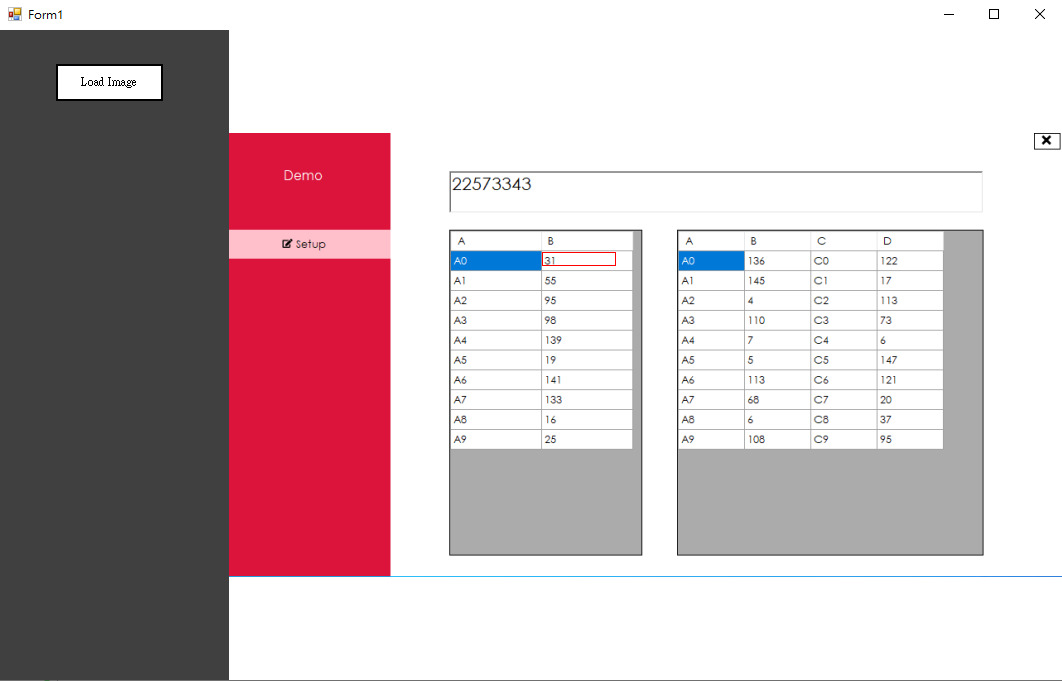 Form1
Load Image
Demo
Setup
22573343
A B
A0 31
A1 55
A2 95
A3 98
A4 139
A5 19
A6 141
A7 133
A8 16
A9 25
A B C D
A0 136 C0 122
A1 145 C1 17
A2 4 C2 113
A3 110 C3 73
A4 7 C4 6
A5 5 C5 147
A6 113 C6 121
A7 68 C7 20
A8 6 C8 37
A9 108 C9 95